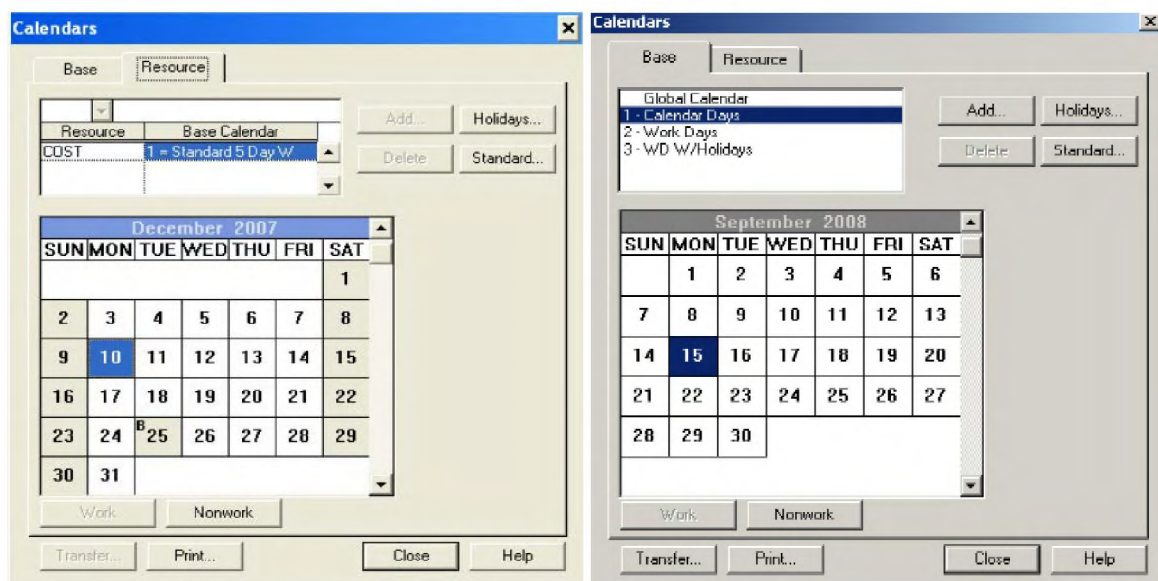 Calendars
Base Resource
Add... Holidays...
Resource Base Calendar
COST 1 = Standard 5 Day W
Delete Standard...
December 2007
SUN MON TUE WED THU FRI SAT
1
2 3 4 5 6 7 8
9 10 11 12 13 14 15
16 17 18 19 20 21 22
23 24 B 25 26 27 28 29
30 31
Work Nonwork
Transfer... Print... Close Help
Calendars
Base Resource
Global Calendar
1 - Calendar Days
2 - Work Days
3 - WD W/Holidays
Add... Holidays...
Delete Standard...
September 2008
SUN MON TUE WED THU FRI SAT
1 2 3 4 5 6
7 8 9 10 11 12 13
14 15 16 17 18 19 20
21 22 23 24 25 26 27
28 29 30
Work Nonwork
Transfer... Print... Close Help